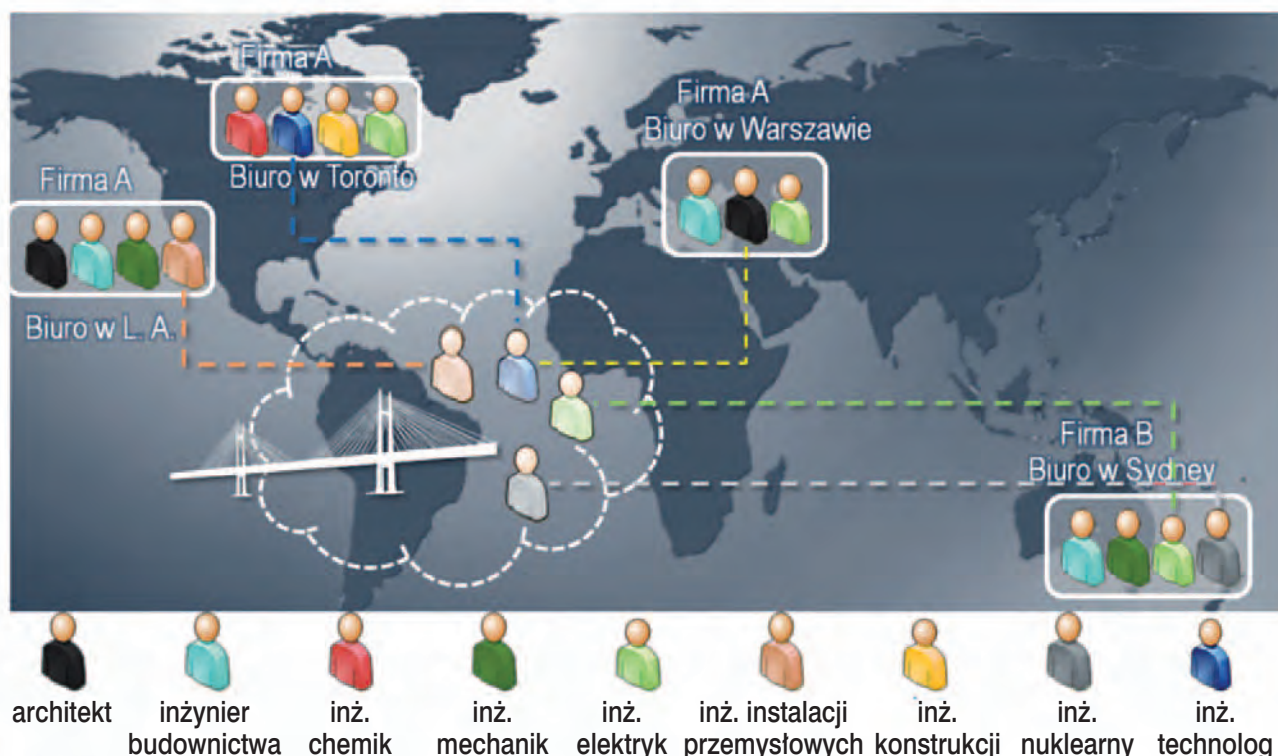 Firma A
Biuro w Toronto
Firma A
Biuro w Warszawie
Firma A
Biuro w L. A.
Firma B
Biuro w Sydney
architekt
inżynier
budownictwa
inż.
chemik
inż.
mechanik
inż.
elektryk
inż. instalacji
przemysłowych
inż.
konstrukcji
inż.
nuklearny
inż.
technolog